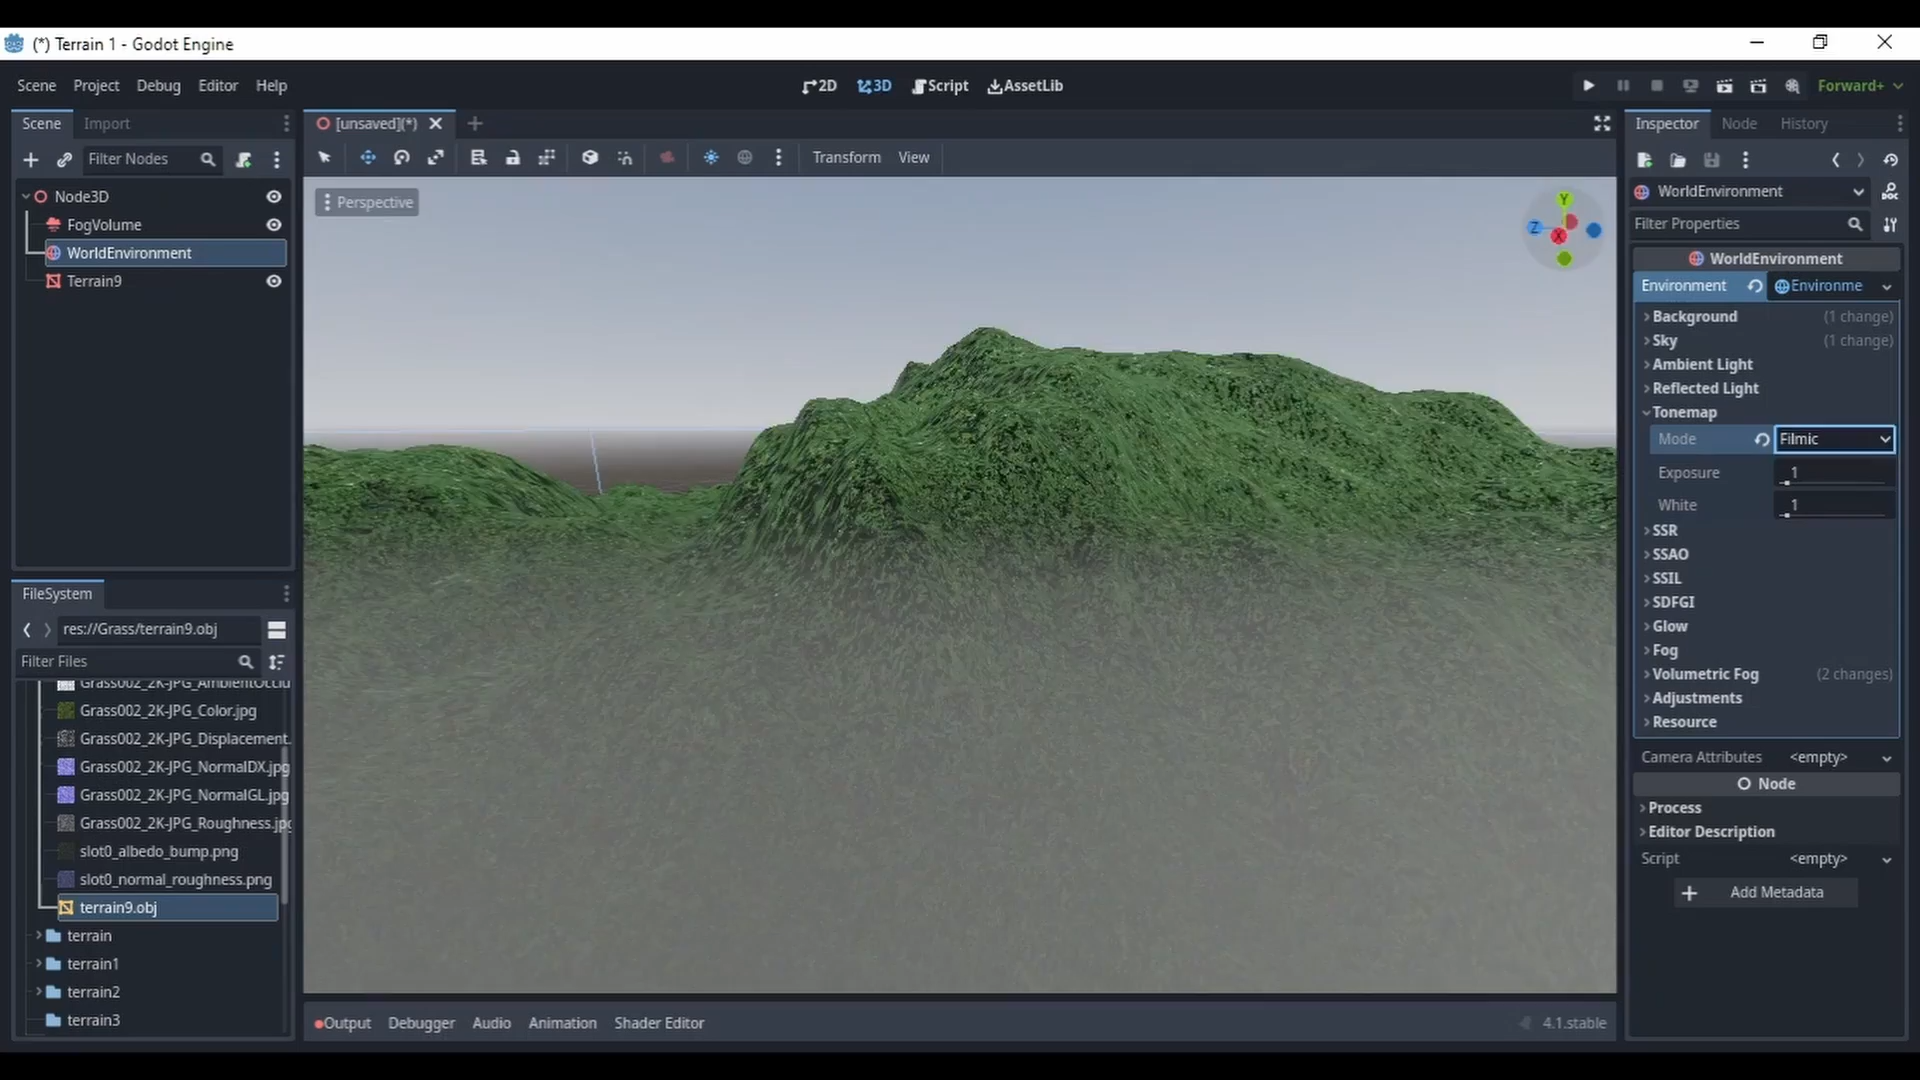 (*) Terrain 1 - Godot Engine
Scene Project Debug Editor Help
2D 3D Script AssetLib
Forward+
Scene Import
Filter Nodes
Node3D
FogVolume
WorldEnvironment
Terrain9
FileSystem
res://Grass/terrain9.obj
Filter Files
Grass002_2K-JPG_AmbientOcclu
Grass002_2K-JPG_Color.jpg
Grass002_2K-JPG_Displacement.
Grass002_2K-JPG_NormalDX.jpg
Grass002_2K-JPG_NormalGL.jpg
Grass002_2K-JPG_Roughness.jpg
slot0_albedo_bump.png
slot0_normal_roughness.png
terrain9.obj
terrain
terrain1
terrain2
terrain3
[unsaved](*)
Transform View
Perspective
Y
Z
X
Output Debugger Audio Animation Shader Editor
4.1.stable
Inspector Node History
WorldEnvironment
Filter Properties
WorldEnvironment
Environment Environme
Background (1 change)
Sky (1 change)
Ambient Light
Reflected Light
Tonemap
Mode Filmic
Exposure 1
White 1
SSR
SSAO
SSIL
SDFGI
Glow
Fog
Volumetric Fog (2 changes)
Adjustments
Resource
Camera Attributes <empty>
Node
Process
Editor Description
Script <empty>
Add Metadata